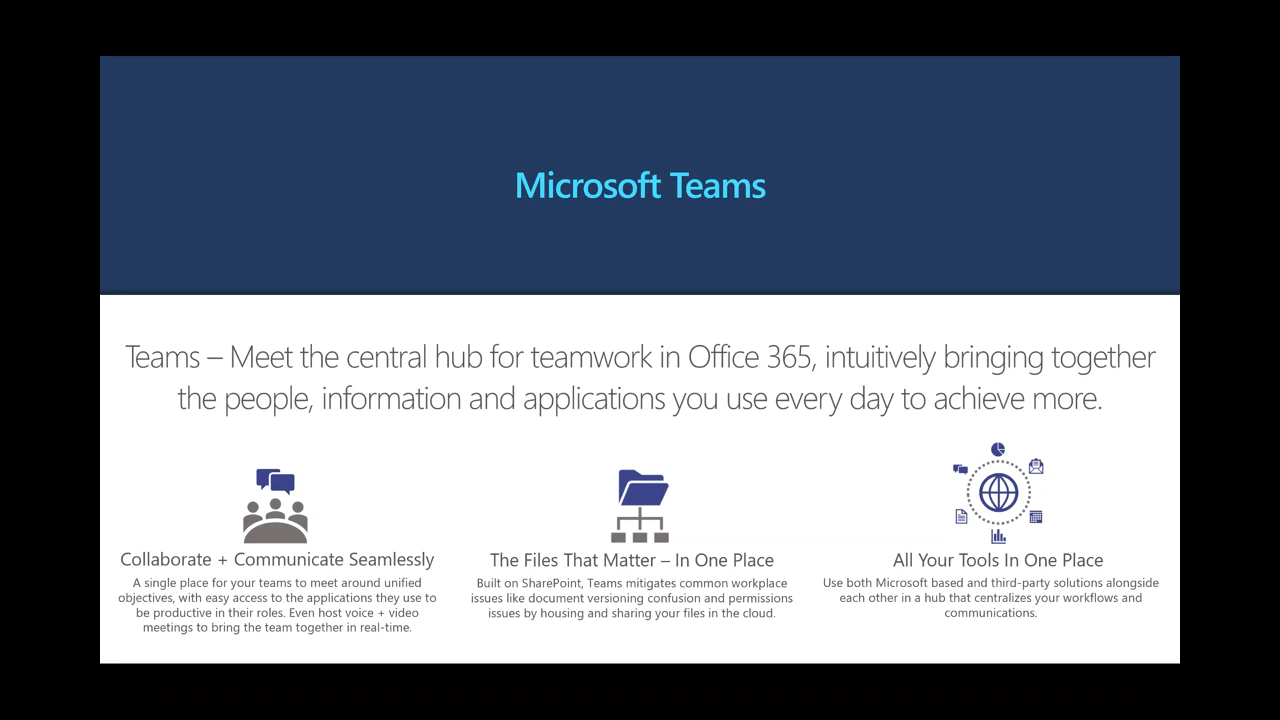 Microsoft Teams
Teams – Meet the central hub for teamwork in Office 365, intuitively bringing together
the people, information and applications you use every day to achieve more.
Collaborate + Communicate Seamlessly
A single place for your teams to meet around unified
objectives, with easy access to the applications they use to
be productive in their roles. Even host voice + video
meetings to bring the team together in real-time.
The Files That Matter – In One Place
Built on SharePoint, Teams mitigates common workplace
issues like document versioning confusion and permissions
issues by housing and sharing your files in the cloud.
All Your Tools In One Place
Use both Microsoft based and third-party solutions alongside
each other in a hub that centralizes your workflows and
communications.